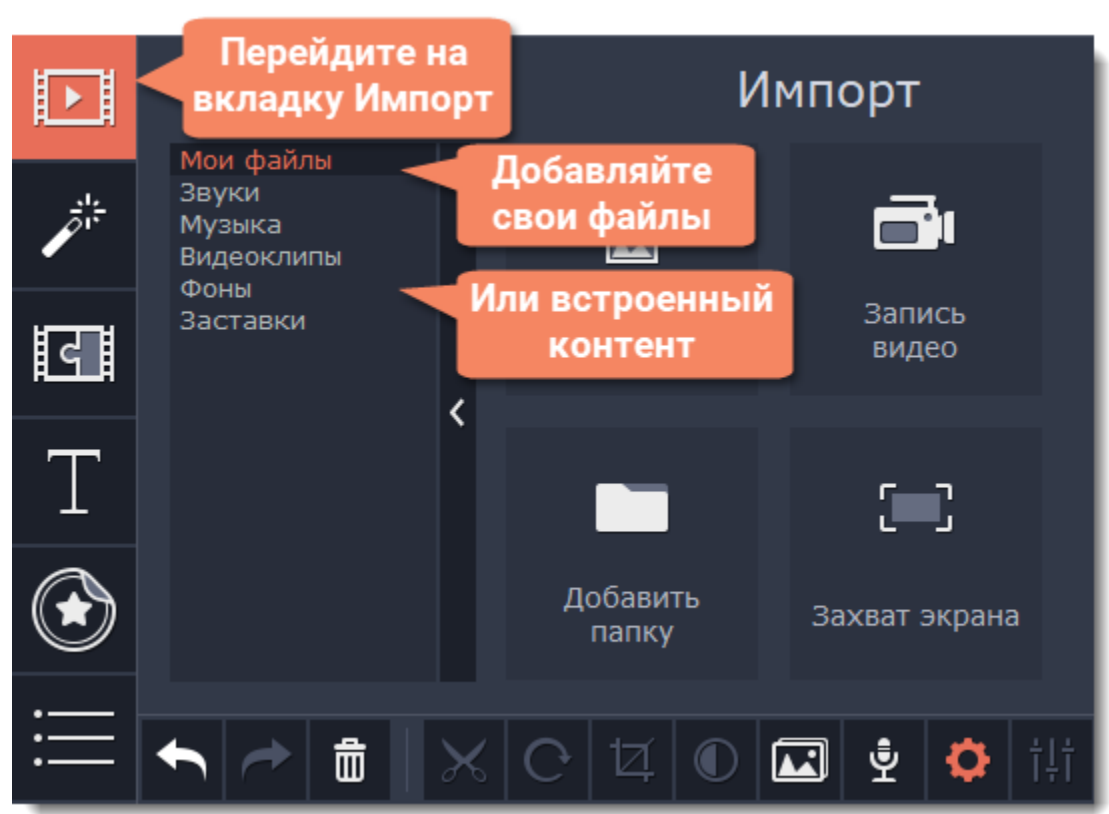 Перейдите на
вкладку Импорт
Импорт
Мои файлы
Звуки
Музыка
Видеоклипы
Фоны
Заставки
Добавляйте
свои файлы
Или встроенный
контент
Запись
видео
Добавить
папку
Захват экрана